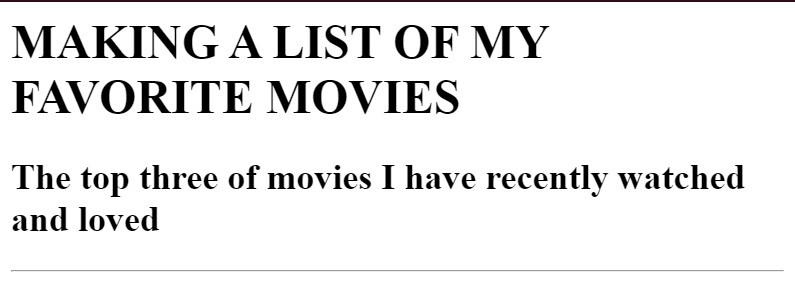 MAKING A LIST OF MY
FAVORITE MOVIES
The top three of movies I have recently watched
and loved